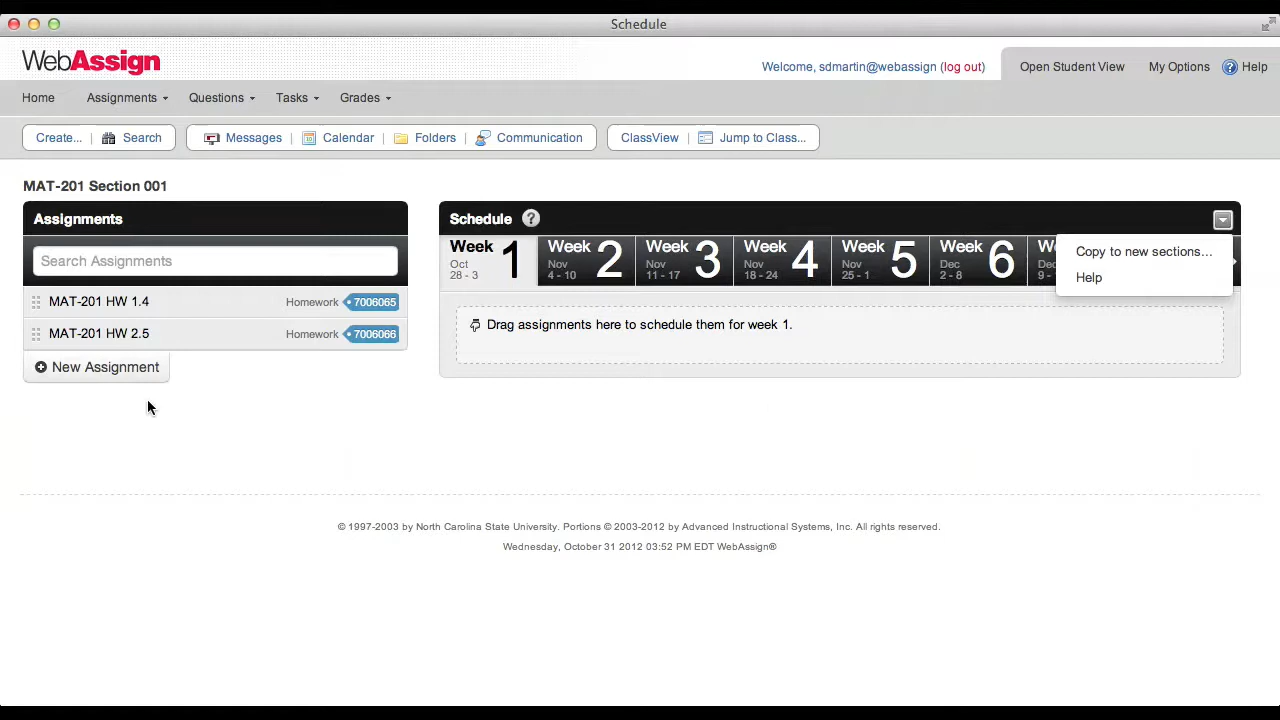 Schedule
WebAssign
Welcome, sdmartin@webassign (log out)
Open Student View
My Options
? Help
Home
Assignments
Questions
Tasks
Grades
Create...
Search
Messages
Calendar
Folders
Communication
ClassView
Jump to Class...
MAT-201 Section 001
Assignments
Search Assignments
MAT-201 HW 1.4 Homework 7006065
MAT-201 HW 2.5 Homework 7006066
New Assignment
Schedule ?
Week 1 Oct 28 - 3
Week 2 Nov 4 - 10
Week 3 Nov 11 - 17
Week 4 Nov 18 - 24
Week 5 Nov 25 - 1
Week 6 Dec 2 - 8
Dec 9 -
Copy to new sections...
Help
Drag assignments here to schedule them for week 1.
© 1997-2003 by North Carolina State University. Portions © 2003-2012 by Advanced Instructional Systems, Inc. All rights reserved.
Wednesday, October 31 2012 03:52 PM EDT WebAssign®